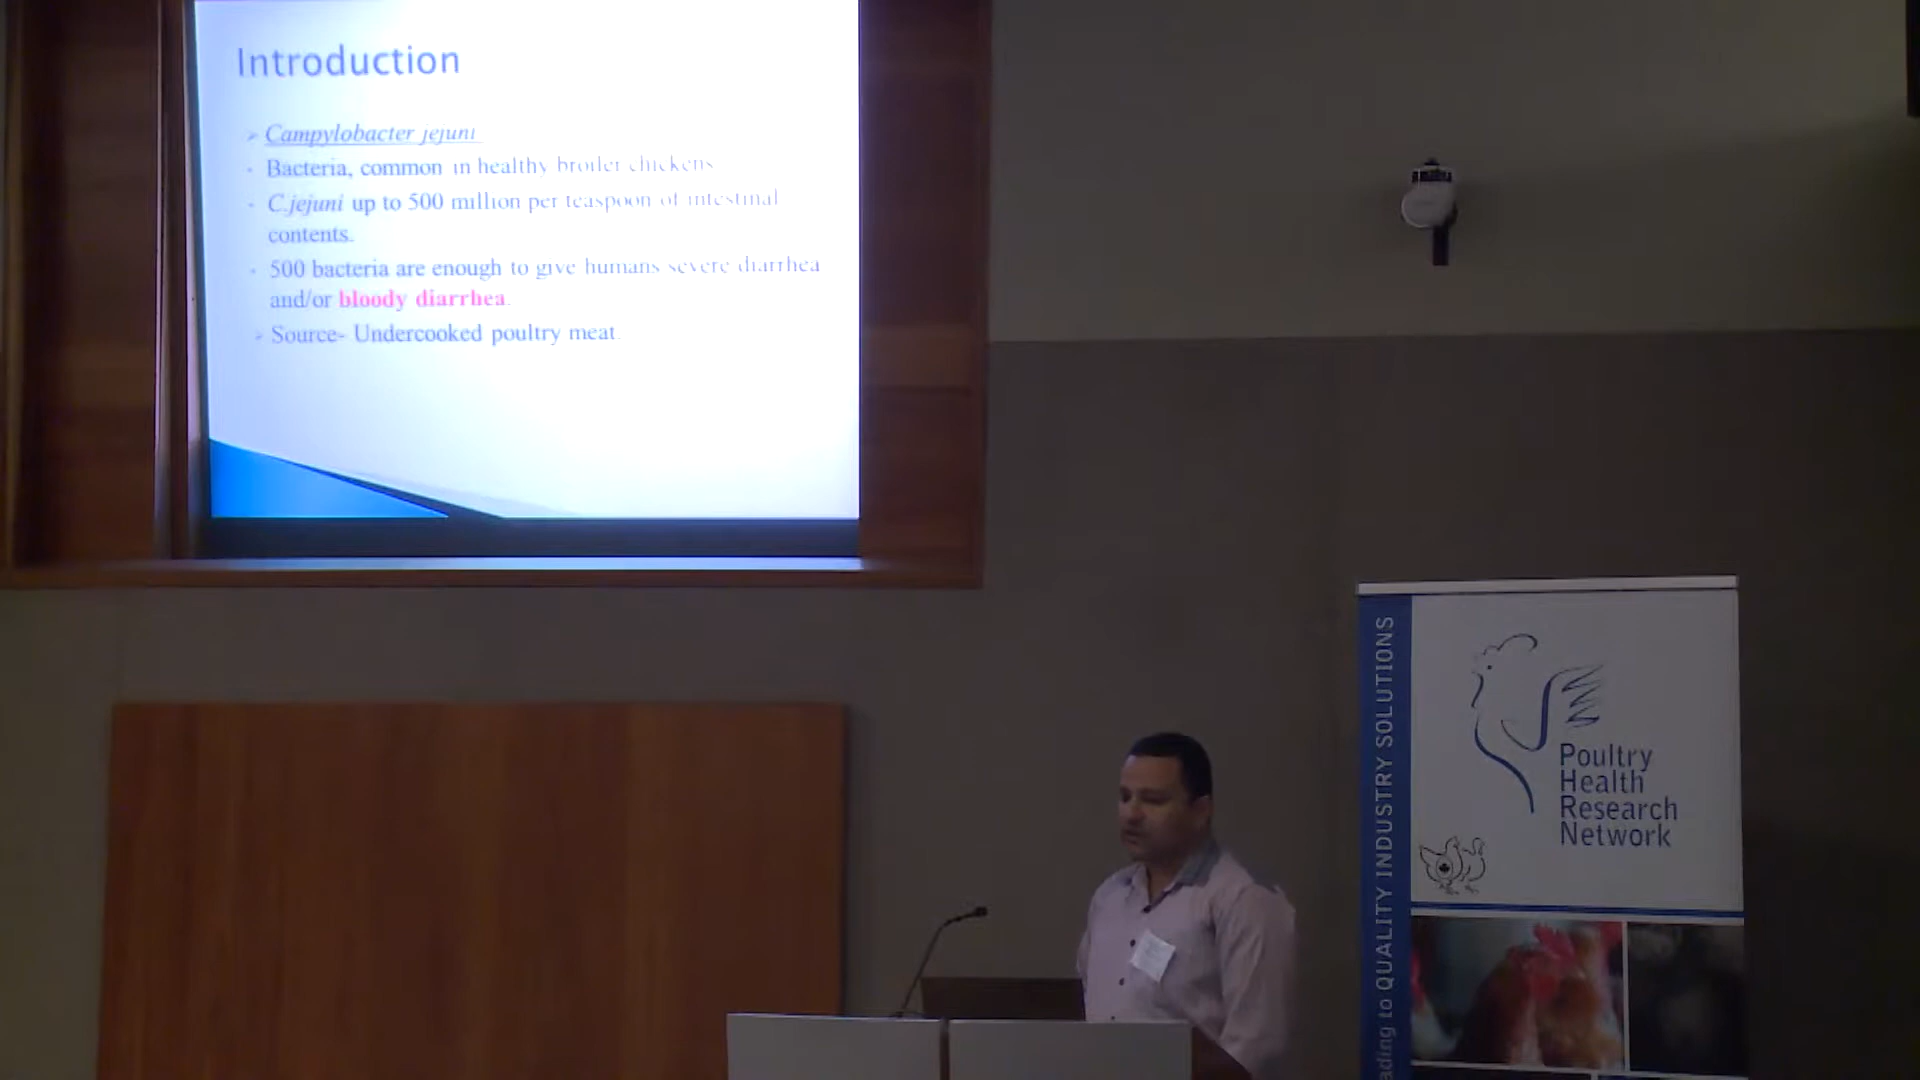 Introduction
➢ Campylobacter jejuni
- Bacteria, common in healthy broiler chickens
- C.jejuni up to 500 million per teaspoon of intestinal
contents.
- 500 bacteria are enough to give humans severe diarrhea
and/or bloody diarrhea.
➢ Source- Undercooked poultry meat.
ading to QUALITY INDUSTRY SOLUTIONS
Poultry
Health
Research
Network